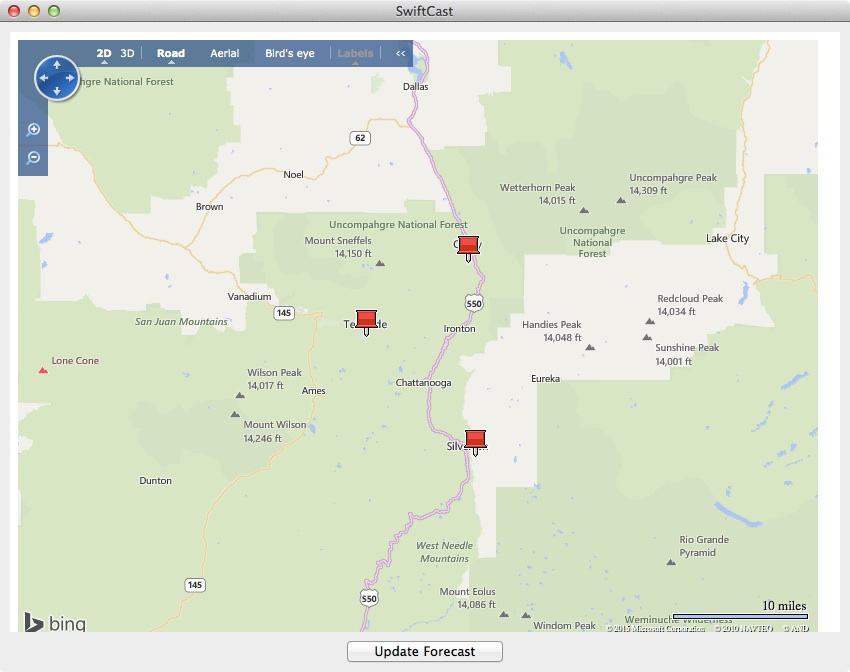 SwiftCast
2D 3D Road Aerial Bird's eye Labels «
hgre National Forest
Dallas
62
Noel
Brown
Wetterhorn Peak
14,015 ft
Uncompahgre Peak
14,309 ft
Uncompahgre National Forest
Mount Sneffels
14,150 ft
Uncompahgre
National
Forest
Lake City
Vanadium
145
San Juan Mountains
550
Ironton
Handies Peak
14,048 ft
Redcloud Peak
14,034 ft
Sunshine Peak
14,001 ft
Lone Cone
Wilson Peak
14,017 ft
Ames
Chattanooga
Eureka
Mount Wilson
14,246 ft
Dunton
West Needle
Mountains
Rio Grande
Pyramid
145
550
Mount Eolus
14,086 ft
Windom Peak
Weminuche Wilderness
10 miles
bing
© 2015 Microsoft Corporation © 2010 NAVTEQ © AND
Update Forecast